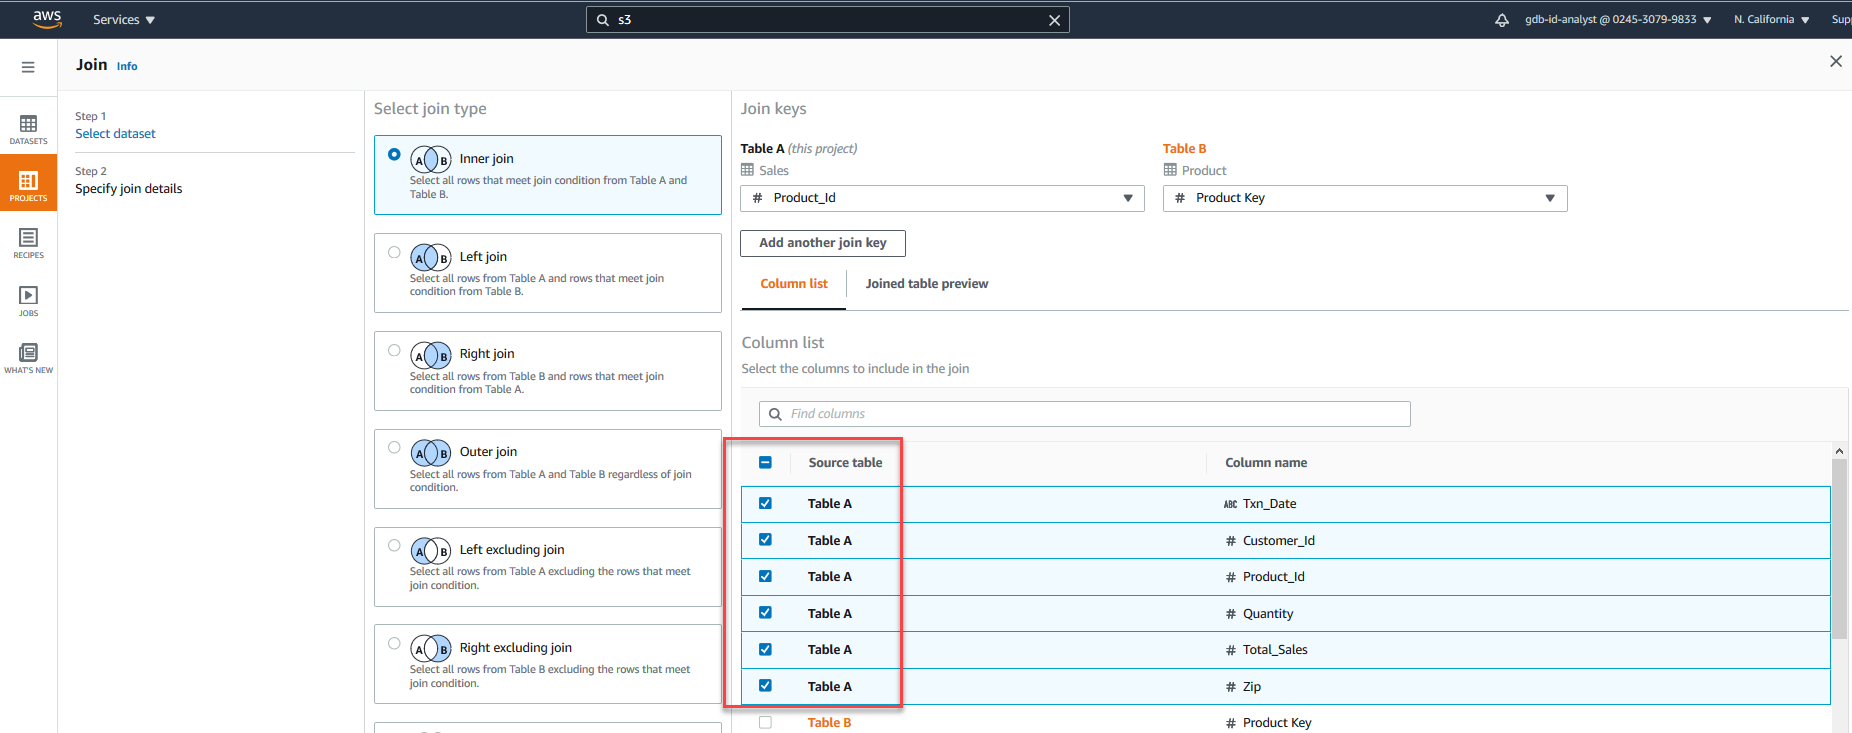 aws Services s3 gdb-id-analyst @ 0245-3079-9833 N. California Supp
Join Info
DATASETS
PROJECTS
RECIPES
JOBS
WHAT'S NEW
Step 1
Select dataset
Step 2
Specify join details
Select join type
A B Inner join
Select all rows that meet join condition from Table A and
Table B.
A B Left join
Select all rows from Table A and rows that meet join
condition from Table B.
A B Right join
Select all rows from Table B and rows that meet join
condition from Table A.
A B Outer join
Select all rows from Table A and Table B regardless of join
condition.
A B Left excluding join
Select all rows from Table A excluding the rows that meet
join condition.
A B Right excluding join
Select all rows from Table B excluding the rows that meet
join condition.
Join keys
Table A (this project) Table B
Sales Product
# Product_Id # Product Key
Add another join key
Column list Joined table preview
Column list
Select the columns to include in the join
Find columns
Source table Column name
Table A ABC Txn_Date
Table A # Customer_Id
Table A # Product_Id
Table A # Quantity
Table A # Total_Sales
Table A # Zip
Table B # Product Key